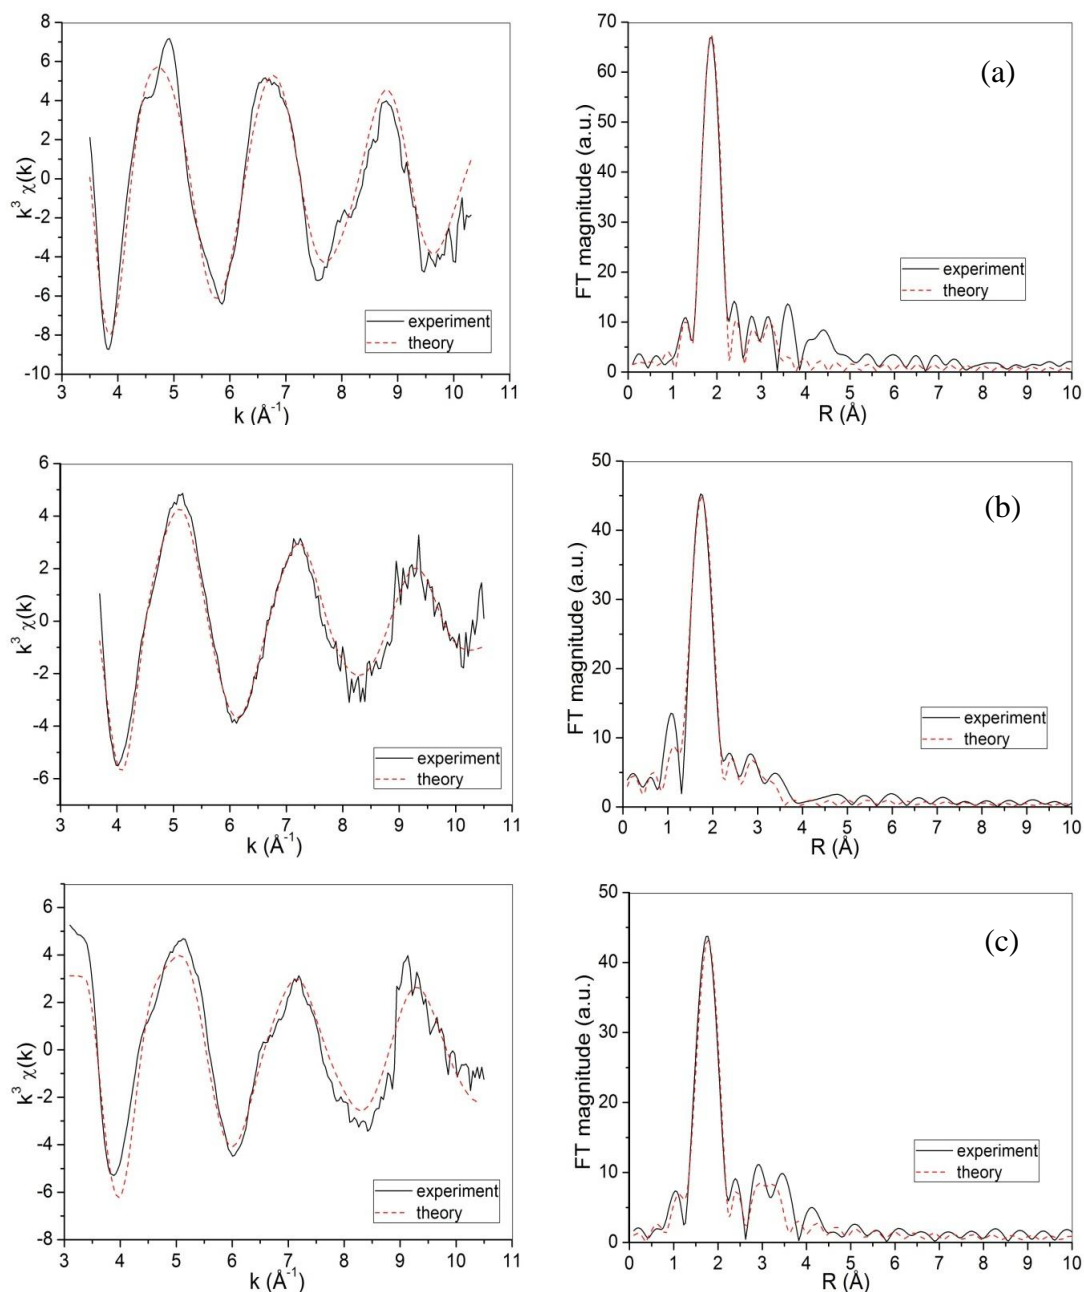 8
6
4
2
0
-2
-4
-6
-8
-10
k³ χ(k)
3 4 5 6 7 8 9 10 11
k (Å⁻¹)
experiment
theory
70
60
50
40
30
20
10
0
FT magnitude (a.u.)
0 1 2 3 4 5 6 7 8 9 10
R (Å)
(a)
experiment
theory
6
4
2
0
-2
-4
-6
k³ χ(k)
3 4 5 6 7 8 9 10 11
k (Å⁻¹)
experiment
theory
50
40
30
20
10
0
FT magnitude (a.u.)
0 1 2 3 4 5 6 7 8 9 10
R (Å)
(b)
experiment
theory
6
4
2
0
-2
-4
-6
-8
k³ χ(k)
3 4 5 6 7 8 9 10 11
k (Å⁻¹)
experiment
theory
50
40
30
20
10
0
FT magnitude (a.u.)
0 1 2 3 4 5 6 7 8 9 10
R (Å)
(c)
experiment
theory